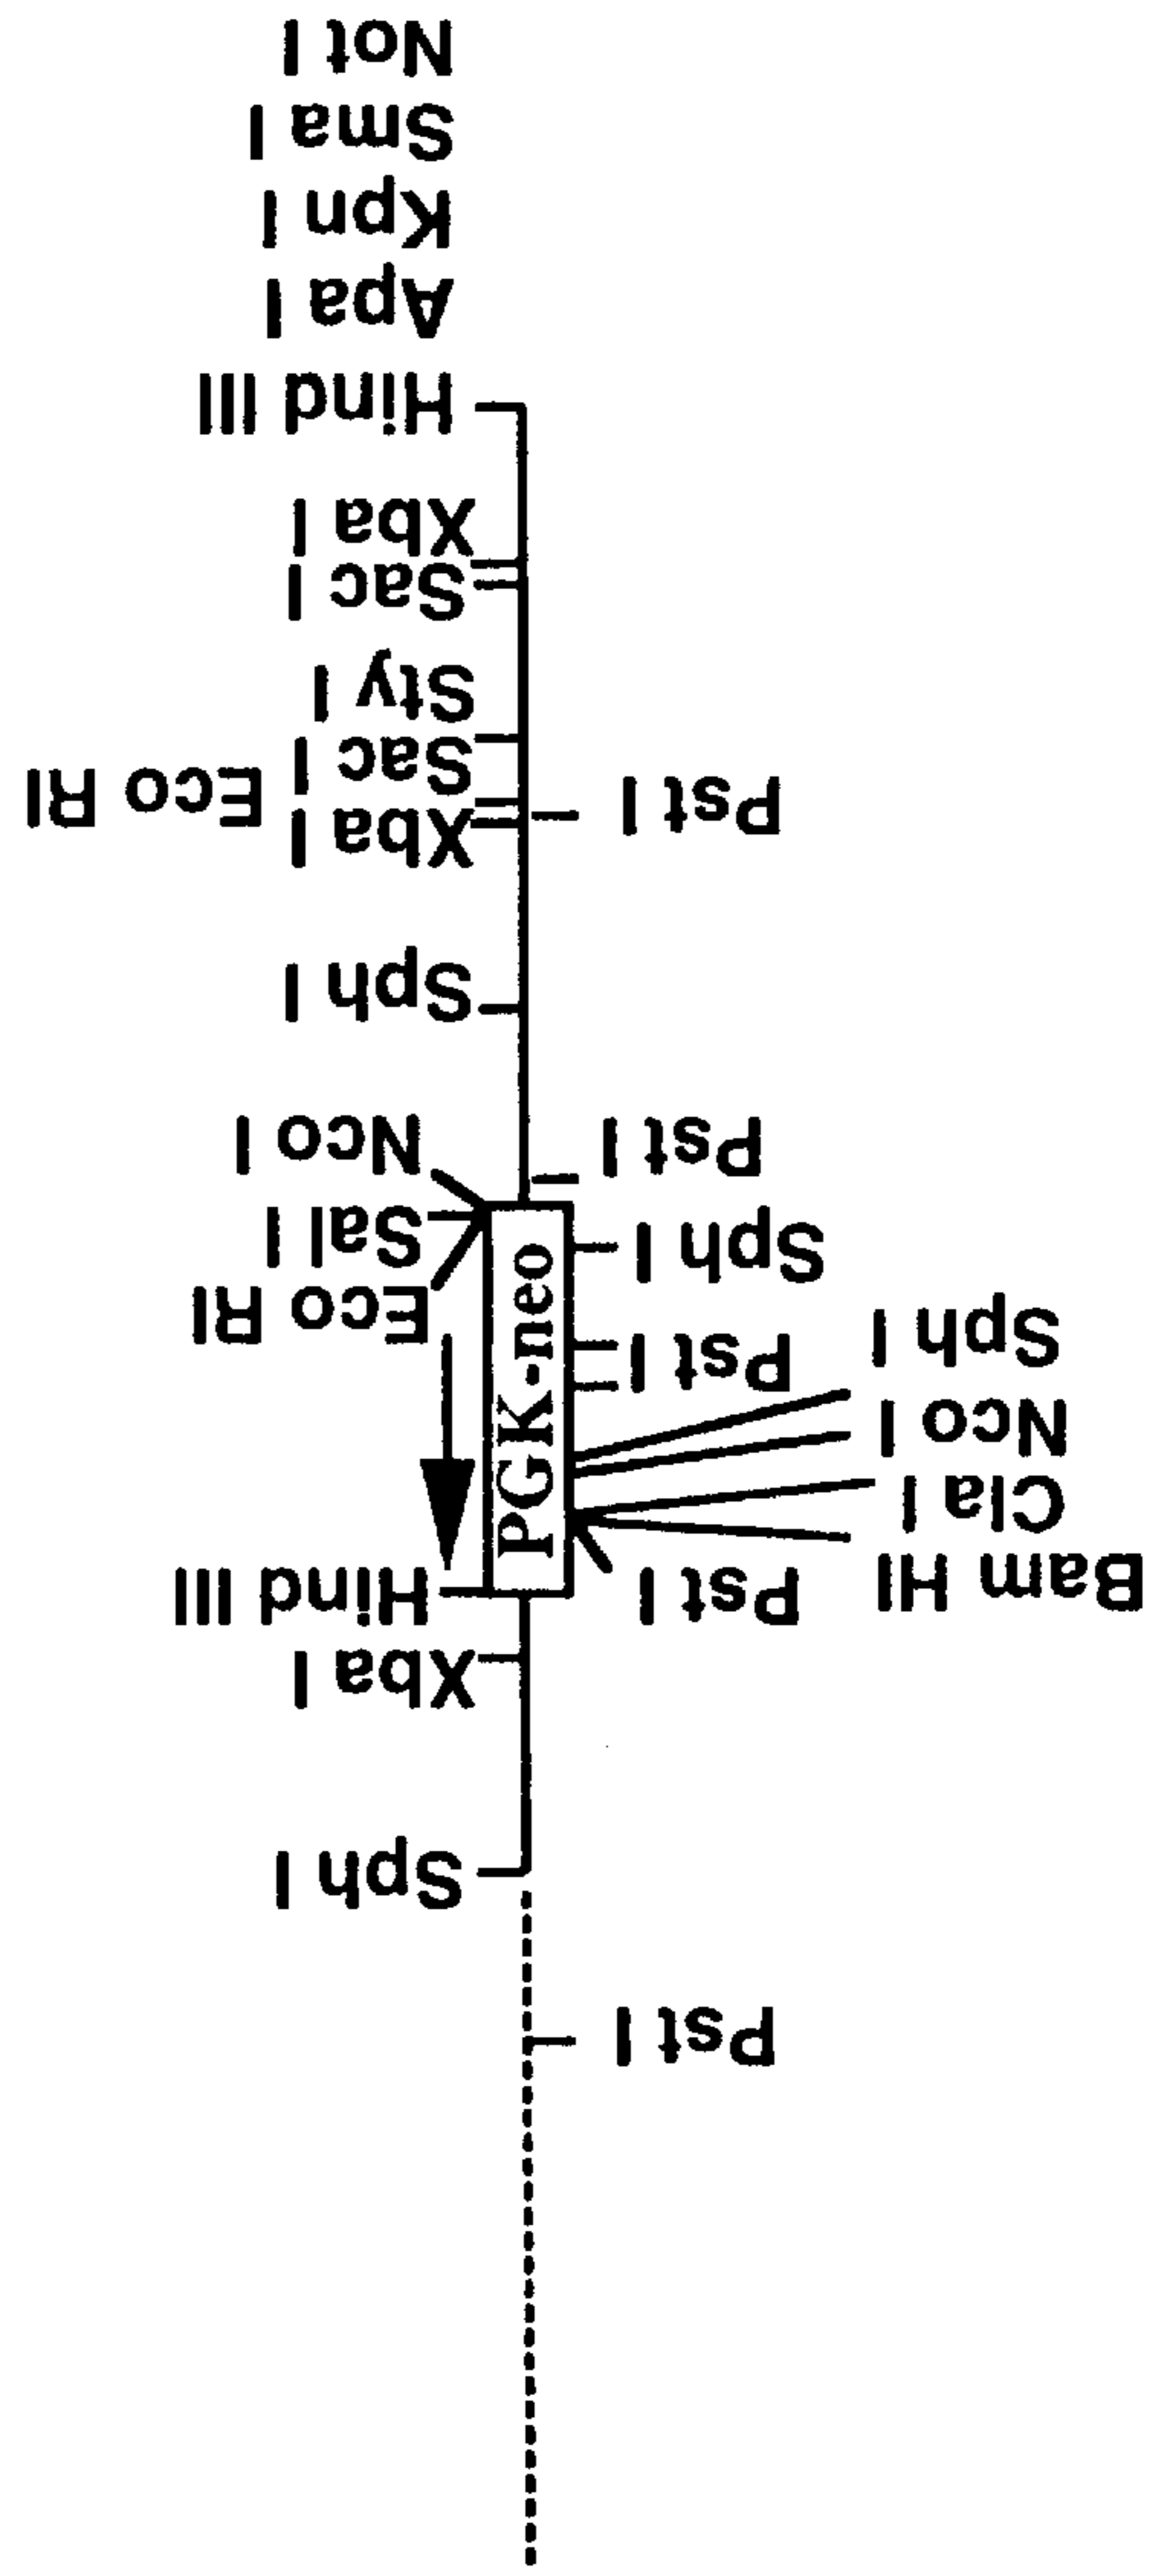 Bam HI
Cla I
Nco I
Sph I
Pst I
Pst I
Sph I
Pst I
Pst I
Pst I
PGK-neo
Sph I
Xba I
Hind III
Eco RI
Sal I
Nco I
Sph I
Xba I
Eco RI
Sac I
Sty I
Sac I
Xba I
Hind III
Apa I
Kpn I
Sma I
Not I